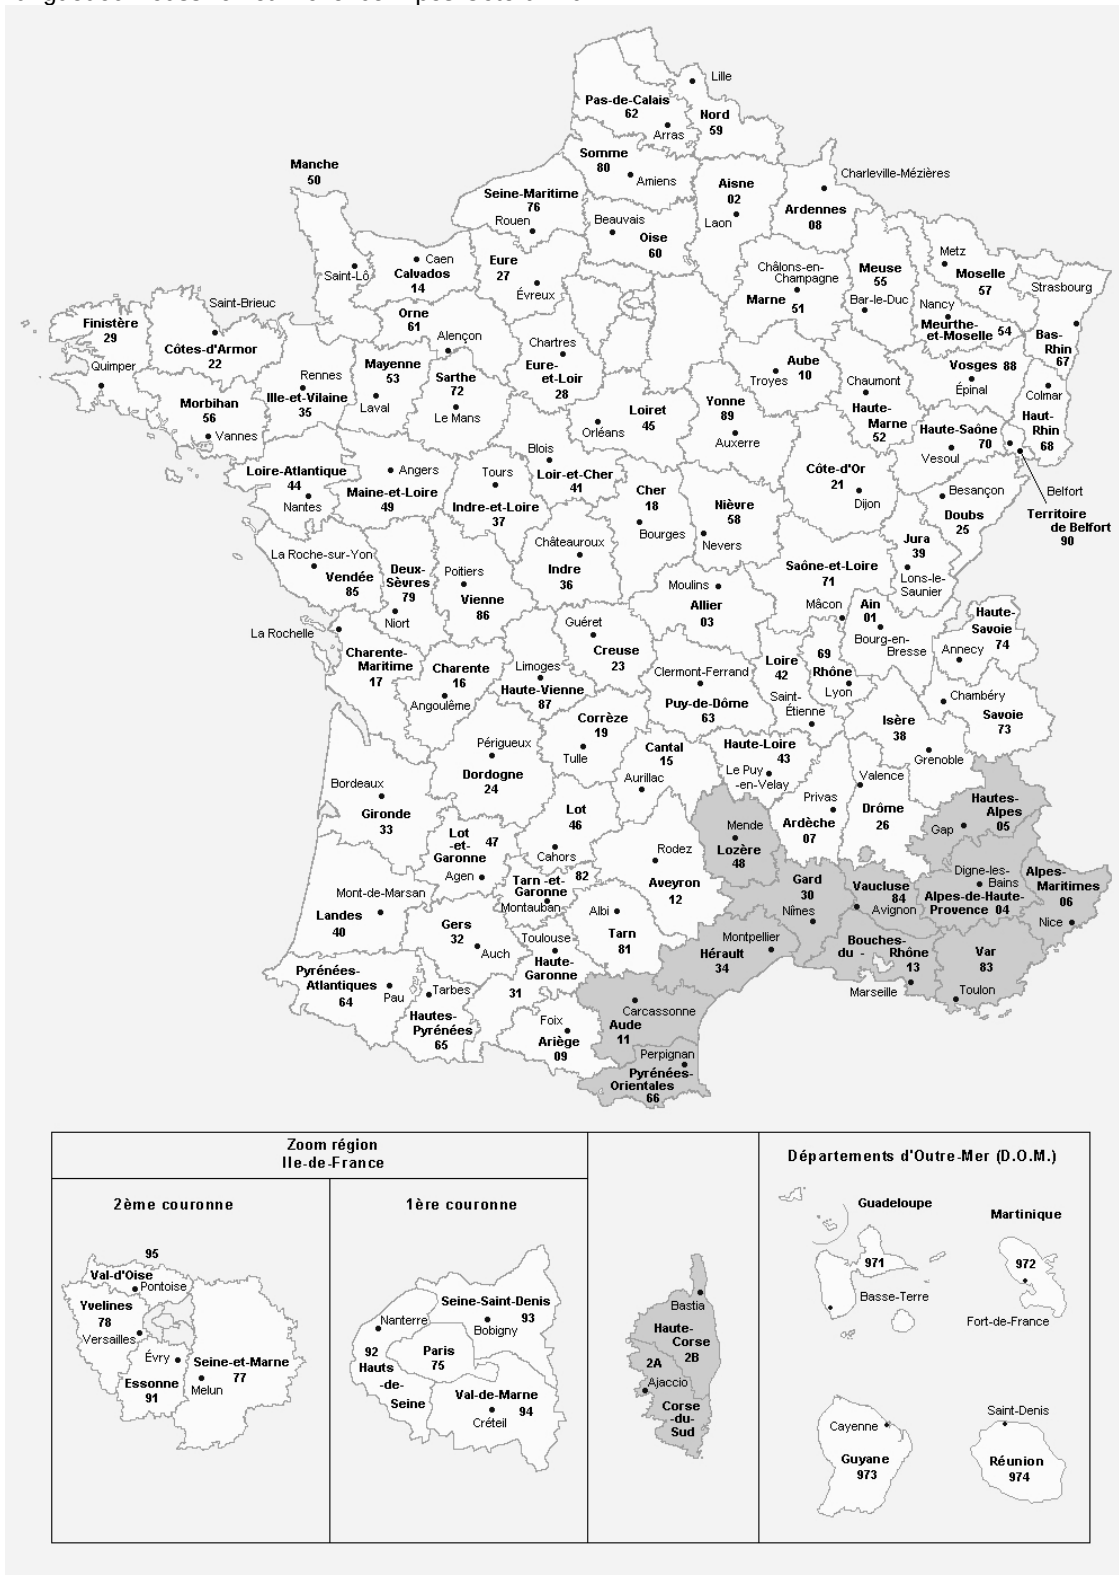 Lille
Pas-de-Calais
62
Nord
59
Arras
Somme
80
Amiens
Manche
50
Charleville-Mézières
Aisne
02
Seine-Maritime
76
Ardennes
08
Rouen
Beauvais
Laon
Oise
60
Caen
Calvados
14
Saint-Lô
Eure
27
Évreux
Châlons-en-
Champagne
Marne
51
Meuse
55
Bar-le-Duc
Metz
Moselle
57
Strasbourg
Nancy
Meurthe- 54
et-Moselle
Bas-
Rhin
67
Saint-Brieuc
Finistère
29
Quimper
Côtes-d'Armor
22
Orne
61
Alençon
Chartres
Eure-
et-Loir
28
Aube
10
Troyes
Vosges 88
Épinal
Chaumont
Haute-
Marne
52
Colmar
Haut-
Rhin
68
Rennes
Ille-et-Vilaine
35
Mayenne
53
Laval
Sarthe
72
Le Mans
Morbihan
56
Vannes
Loiret
45
Orléans
Yonne
89
Auxerre
Haute-Saône
70
Vesoul
Blois
Loir-et-Cher
41
Loire-Atlantique
44
Nantes
Angers
Maine-et-Loire
49
Tours
Indre-et-Loire
37
Cher
18
Bourges
Nièvre
58
Nevers
Côte-d'Or
21
Dijon
Besançon
Doubs
25
Belfort
Territoire
de Belfort
90
La Roche-sur-Yon
Vendée
85
Deux-
Sèvres
79
Niort
Poitiers
Vienne
86
Châteauroux
Indre
36
Moulins
Allier
03
Saône-et-Loire
71
Mâcon
Jura
39
Lons-le-
Saunier
Ain
01
Bourg-en-
Bresse
Haute-
Savoie
74
Annecy
La Rochelle
Charente-
Maritime
17
Charente
16
Angoulême
Guéret
Creuse
23
Limoges
Haute-Vienne
87
Clermont-Ferrand
Puy-de-Dôme
63
Loire
42
Saint-
Étienne
69
Rhône
Lyon
Chambéry
Savoie
73
Isère
38
Grenoble
Corrèze
19
Tulle
Périgueux
Dordogne
24
Cantal
15
Aurillac
Haute-Loire
43
Le Puy
-en-Velay
Valence
Privas
Ardèche
07
Drôme
26
Hautes-
Alpes
05
Gap
Bordeaux
Gironde
33
Lot
46
Cahors
Lot
-et- 47
Garonne
Agen
Mende
Lozère
48
Rodez
Aveyron
12
82
Tarn -et-
Garonne
Montauban
Gard
30
Nîmes
Vaucluse
84
Avignon
Digne-les-
Bains
Alpes-de-Haute-
Provence 04
Alpes-
Maritimes
06
Nice
Mont-de-Marsan
Landes
40
Gers
32
Auch
Albi
Tarn
81
Toulouse
Haute-
Garonne
31
Montpellier
Hérault
34
Bouches-
du - Rhône
13
Marseille
Var
83
Toulon
Pyrénées-
Atlantiques
64
Pau
Tarbes
Hautes-
Pyrénées
65
Foix
Ariège
09
Carcassonne
Aude
11
Perpignan
Pyrénées-
Orientales
66
Zoom région
Ile-de-France
2ème couronne
1ère couronne
95
Val-d'Oise
Pontoise
Yvelines
78
Versailles
Évry
Essonne
91
Seine-et-Marne
77
Melun
Seine-Saint-Denis
93
Bobigny
Nanterre
92
Hauts
-de-
Seine
Paris
75
Val-de-Marne
94
Créteil
Bastia
Haute-
Corse
2B
2A
Ajaccio
Corse
-du-
Sud
Départements d'Outre-Mer (D.O.M.)
Guadeloupe
971
Basse-Terre
Martinique
972
Fort-de-France
Cayenne
Guyane
973
Saint-Denis
Réunion
974